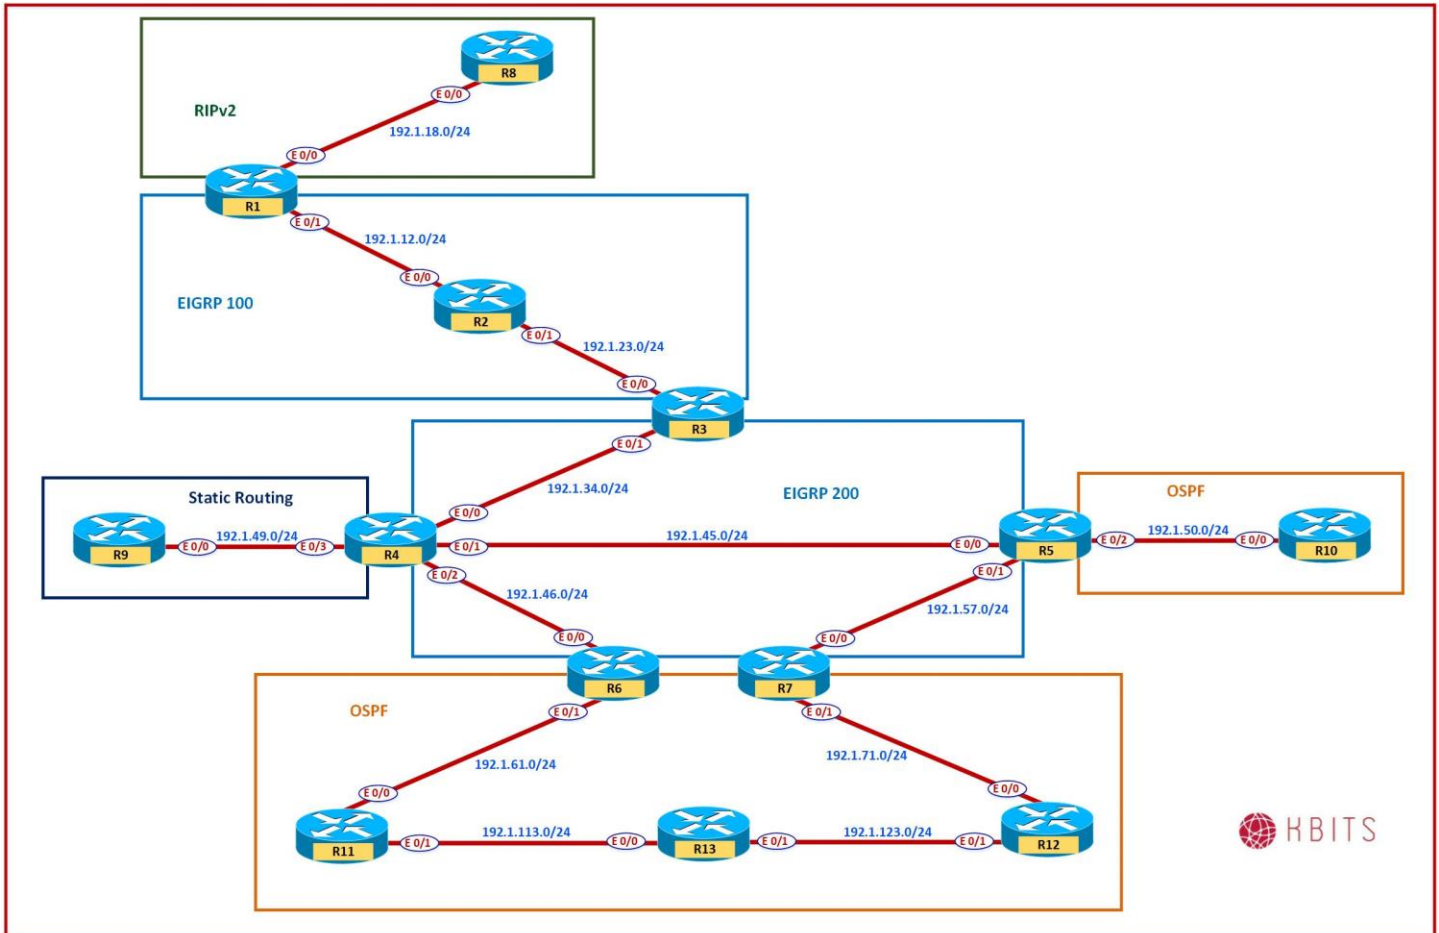 R8
E 0/0
RIPv2
192.1.18.0/24
E 0/0
R1
E 0/1
192.1.12.0/24
E 0/0
EIGRP 100
R2
E 0/1
192.1.23.0/24
E 0/0
R3
E 0/1
192.1.34.0/24
EIGRP 200
E 0/0
Static Routing
OSPF
R9
E 0/0
192.1.49.0/24
E 0/3
R4
E 0/1
192.1.45.0/24
E 0/0
R5
E 0/2
192.1.50.0/24
E 0/0
R10
E 0/2
E 0/1
192.1.46.0/24
192.1.57.0/24
E 0/0
E 0/0
R6
R7
OSPF
E 0/1
E 0/1
192.1.61.0/24
192.1.71.0/24
E 0/0
E 0/0
R11
E 0/1
192.1.113.0/24
E 0/0
R13
E 0/1
192.1.123.0/24
E 0/1
R12
KBITS